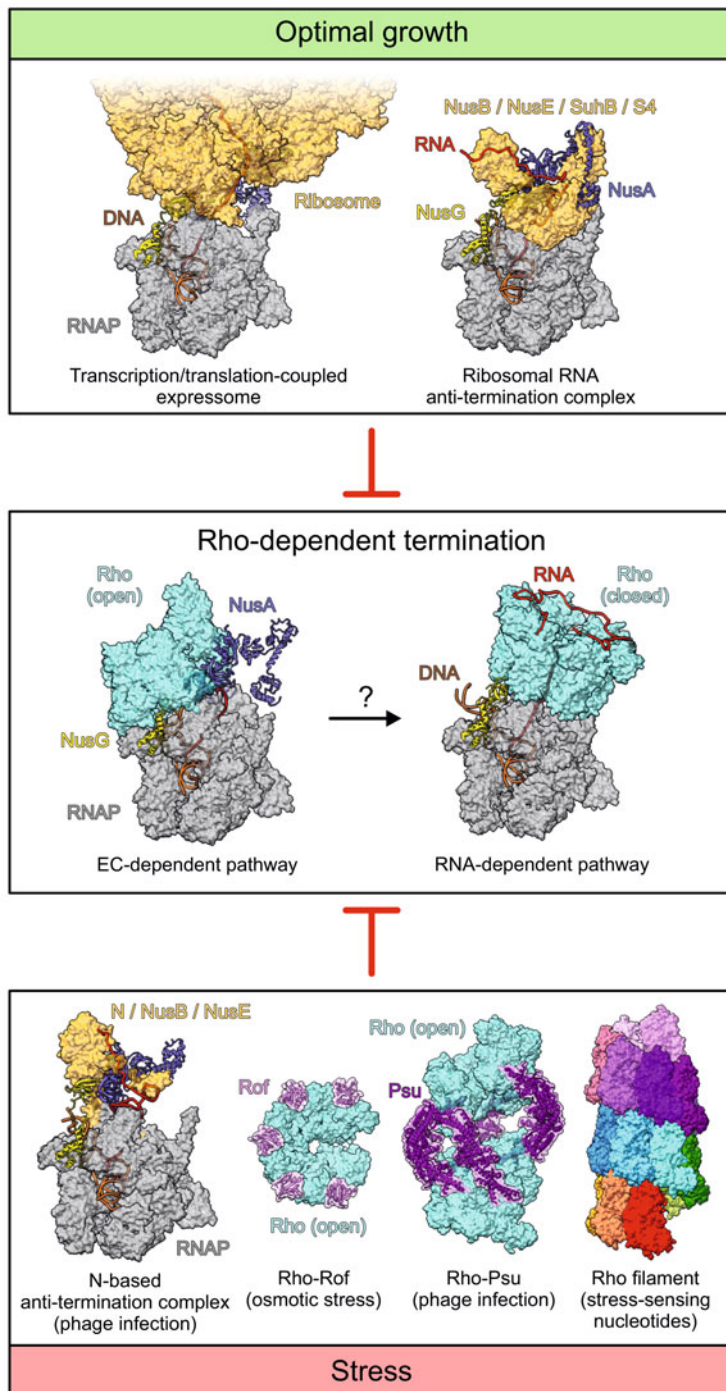 Optimal growth
NusB / NusE / SuhB / S4
RNA
NusA
Ribosome
DNA
NusG
RNAP
Transcription/translation-coupled
expressome
Ribosomal RNA
anti-termination complex
Rho-dependent termination
Rho
(open)
NusA
NusG
RNAP
EC-dependent pathway
?
RNA
Rho
(closed)
DNA
RNA-dependent pathway
N / NusB / NusE
RNAP
N-based
anti-termination complex
(phage infection)
Rof
Rho (open)
Rho-Rof
(osmotic stress)
Rho (open)
Psu
Rho-Psu
(phage infection)
Rho filament
(stress-sensing
nucleotides)
Stress